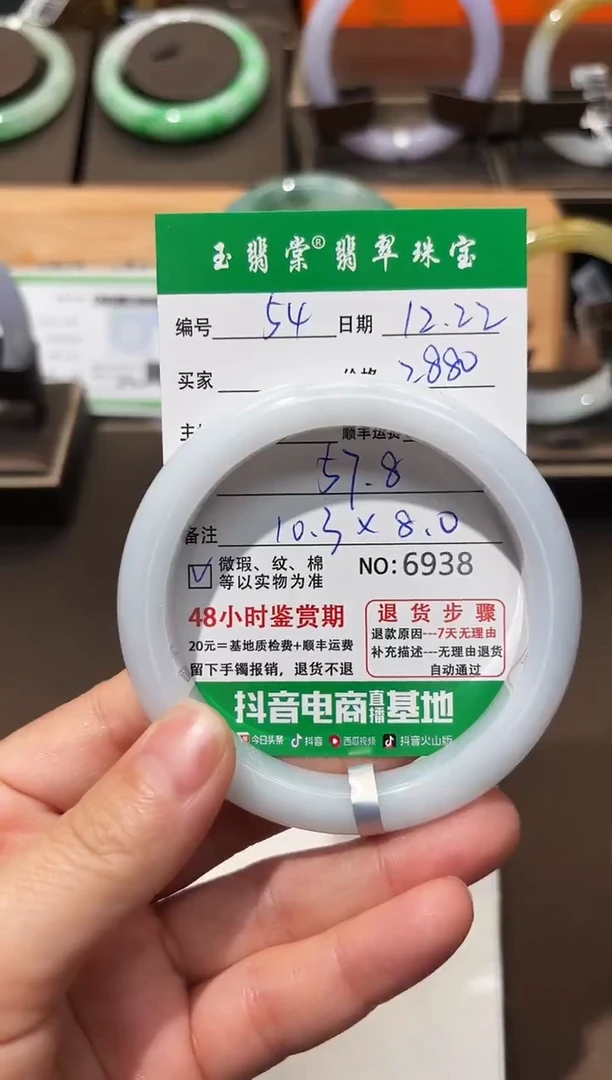 玉翡棠®翡翠珠宝
编号 54 日期 12.22
买家 价格 2880
主 顺丰运费
57.8
备注 10.3×8.0
微瑕、纹、棉
等以实物为准
NO:6938
48小时鉴赏期
20元=基地质检费+顺丰运费
留下手镯报销，退货不退
退货步骤
退款原因---7天无理由
补充描述---无理由退货
自动通过
抖音电商直播基地
今日头条 抖音 西瓜视频 抖音火山版